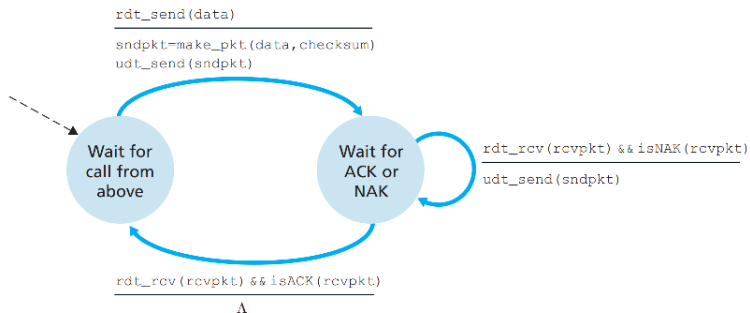 rdt_send(data)
sndpkt=make_pkt(data,checksum)
udt_send(sndpkt)
Wait for
call from
above
Wait for
ACK or
NAK
rdt_rcv(rcvpkt) && isNAK(rcvpkt)
udt_send(sndpkt)
rdt_rcv(rcvpkt) && isACK(rcvpkt)
Λ